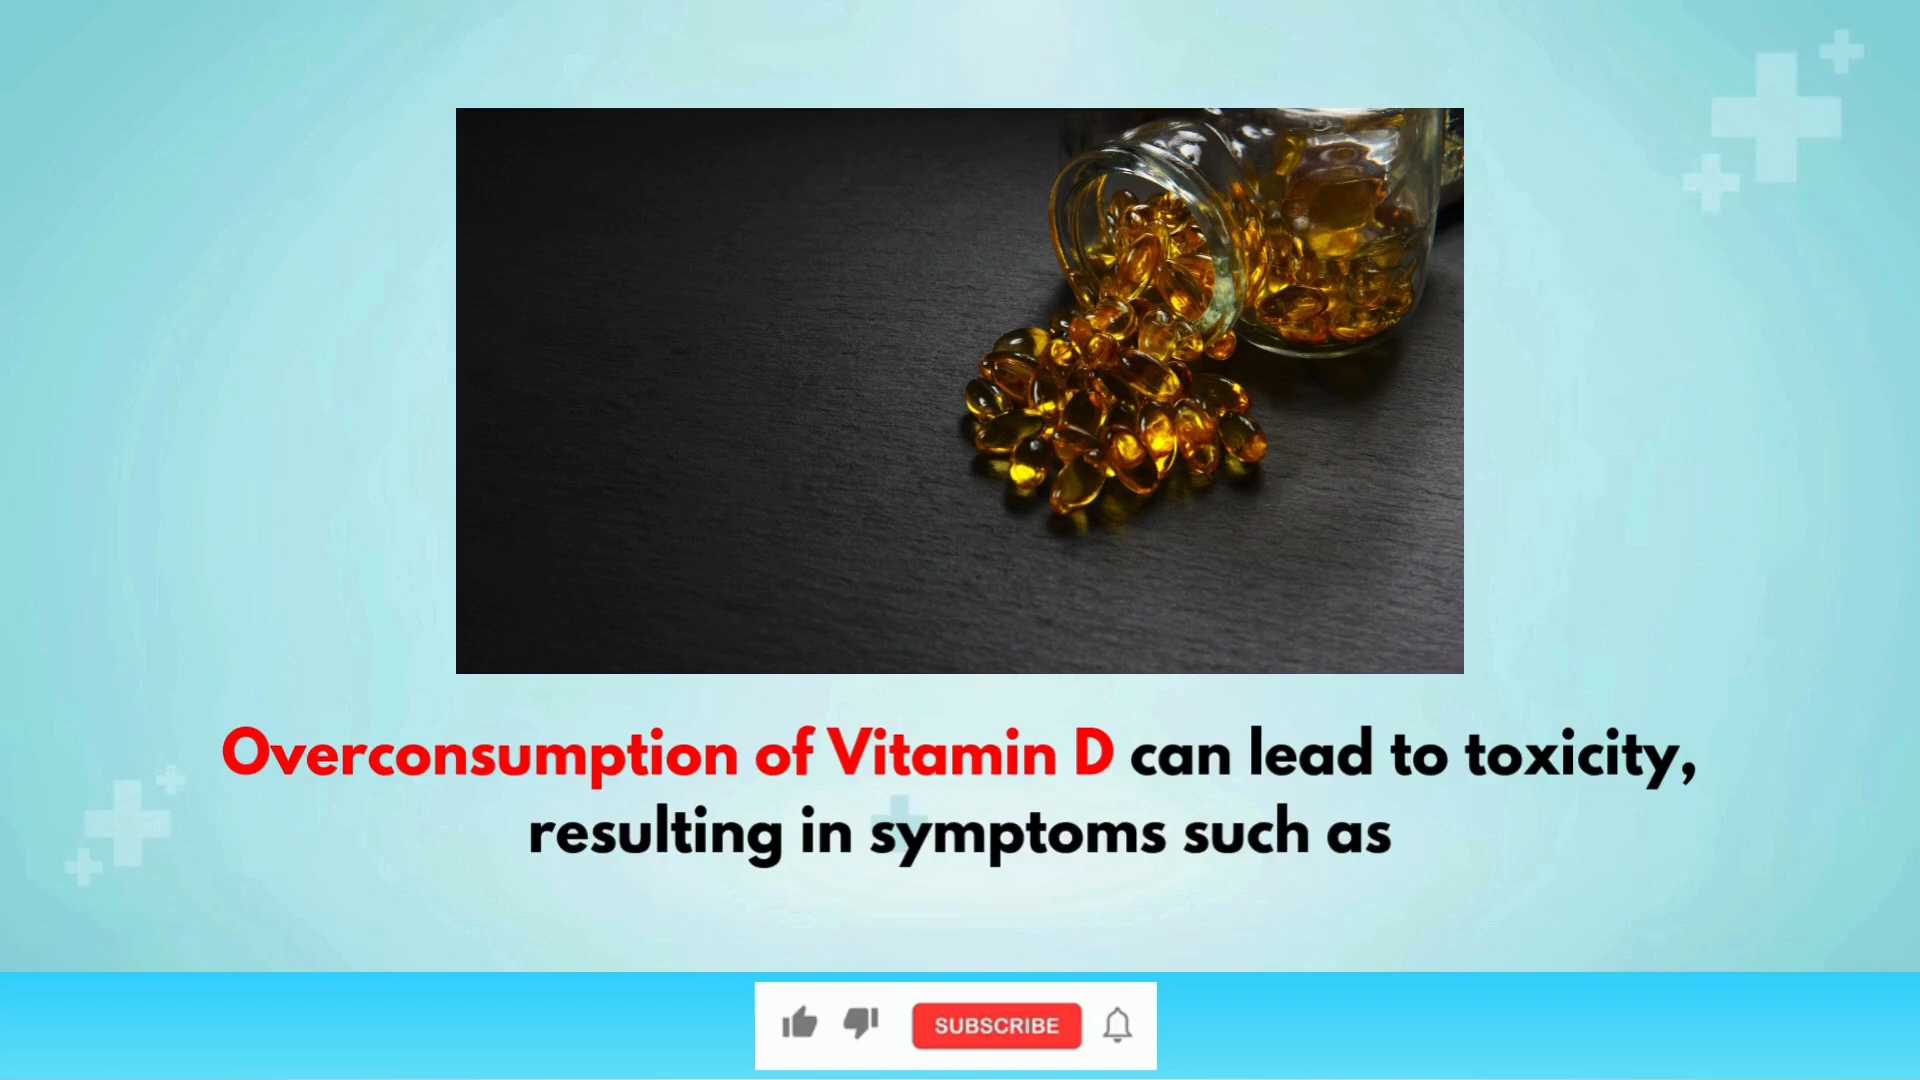 Overconsumption of Vitamin D can lead to toxicity,
resulting in symptoms such as
SUBSCRIBE